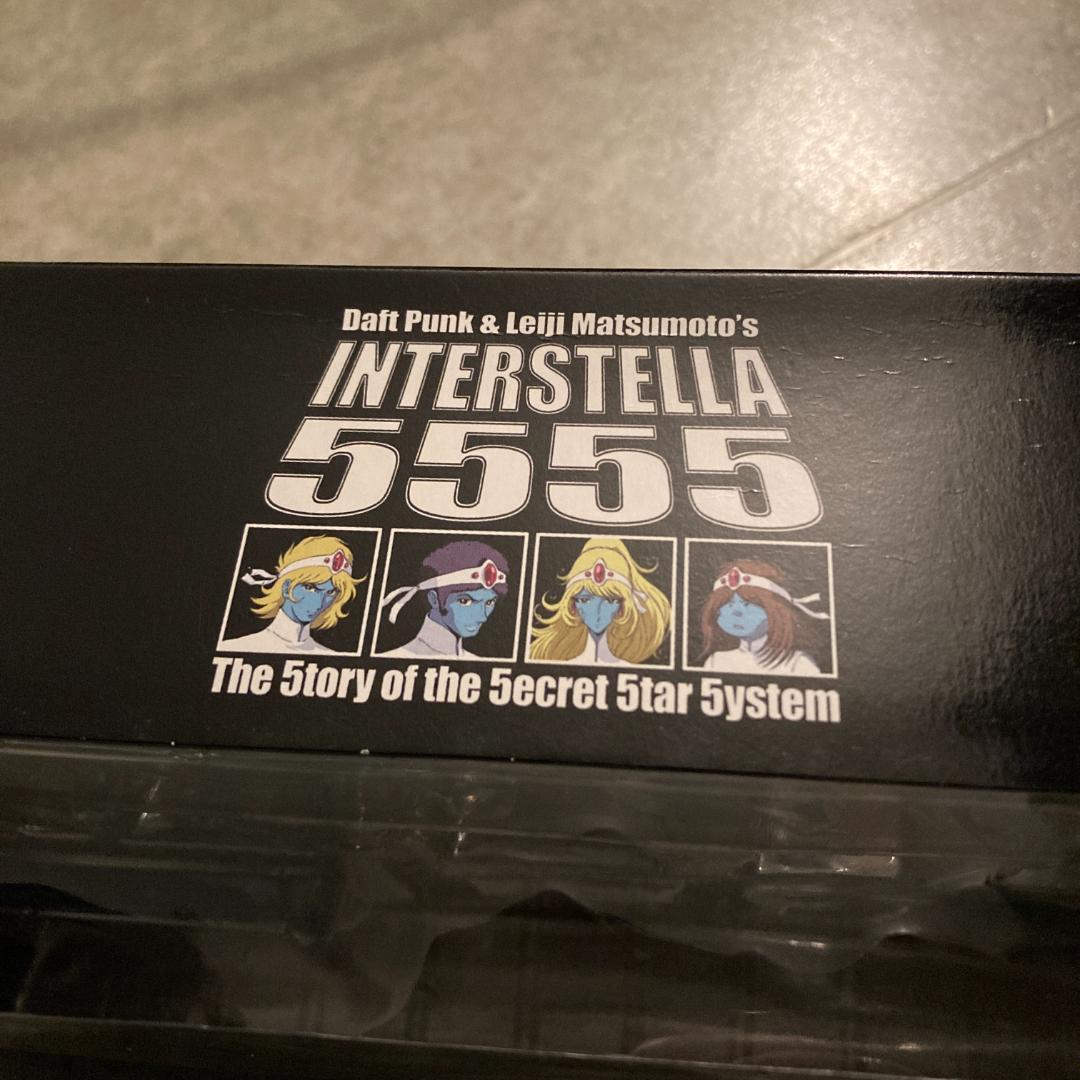 Daft Punk & Leiji Matsumoto's
INTERSTELLA
5555
The 5tory of the 5ecret 5tar 5ystem